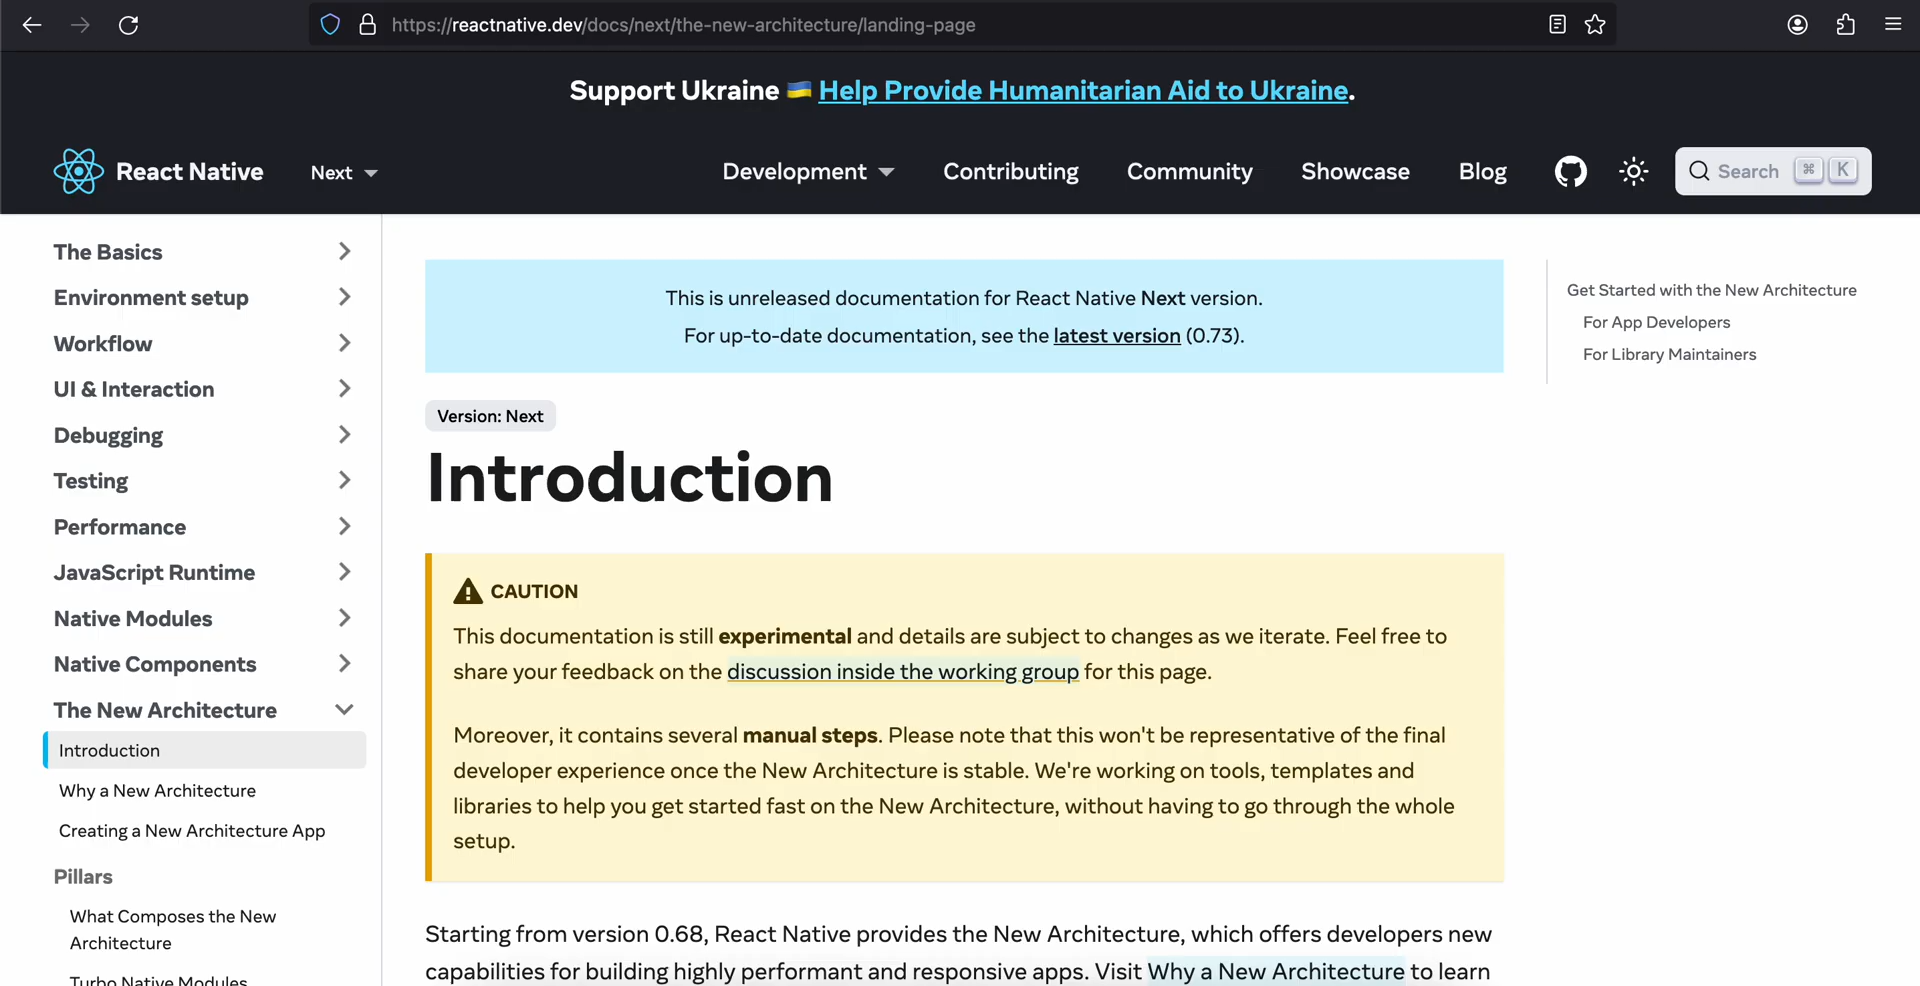 https://reactnative.dev/docs/next/the-new-architecture/landing-page
Support Ukraine 🇺🇦 Help Provide Humanitarian Aid to Ukraine.
React Native
Next
Development
Contributing
Community
Showcase
Blog
Search ⌘ K
The Basics
Environment setup
Workflow
UI & Interaction
Debugging
Testing
Performance
JavaScript Runtime
Native Modules
Native Components
The New Architecture
Introduction
Why a New Architecture
Creating a New Architecture App
Pillars
What Composes the New
Architecture
Turbo Native Modules
This is unreleased documentation for React Native Next version.
For up-to-date documentation, see the latest version (0.73).
Version: Next
Introduction
CAUTION
This documentation is still experimental and details are subject to changes as we iterate. Feel free to
share your feedback on the discussion inside the working group for this page.
Moreover, it contains several manual steps. Please note that this won't be representative of the final
developer experience once the New Architecture is stable. We're working on tools, templates and
libraries to help you get started fast on the New Architecture, without having to go through the whole
setup.
Starting from version 0.68, React Native provides the New Architecture, which offers developers new
capabilities for building highly performant and responsive apps. Visit Why a New Architecture to learn
Get Started with the New Architecture
For App Developers
For Library Maintainers